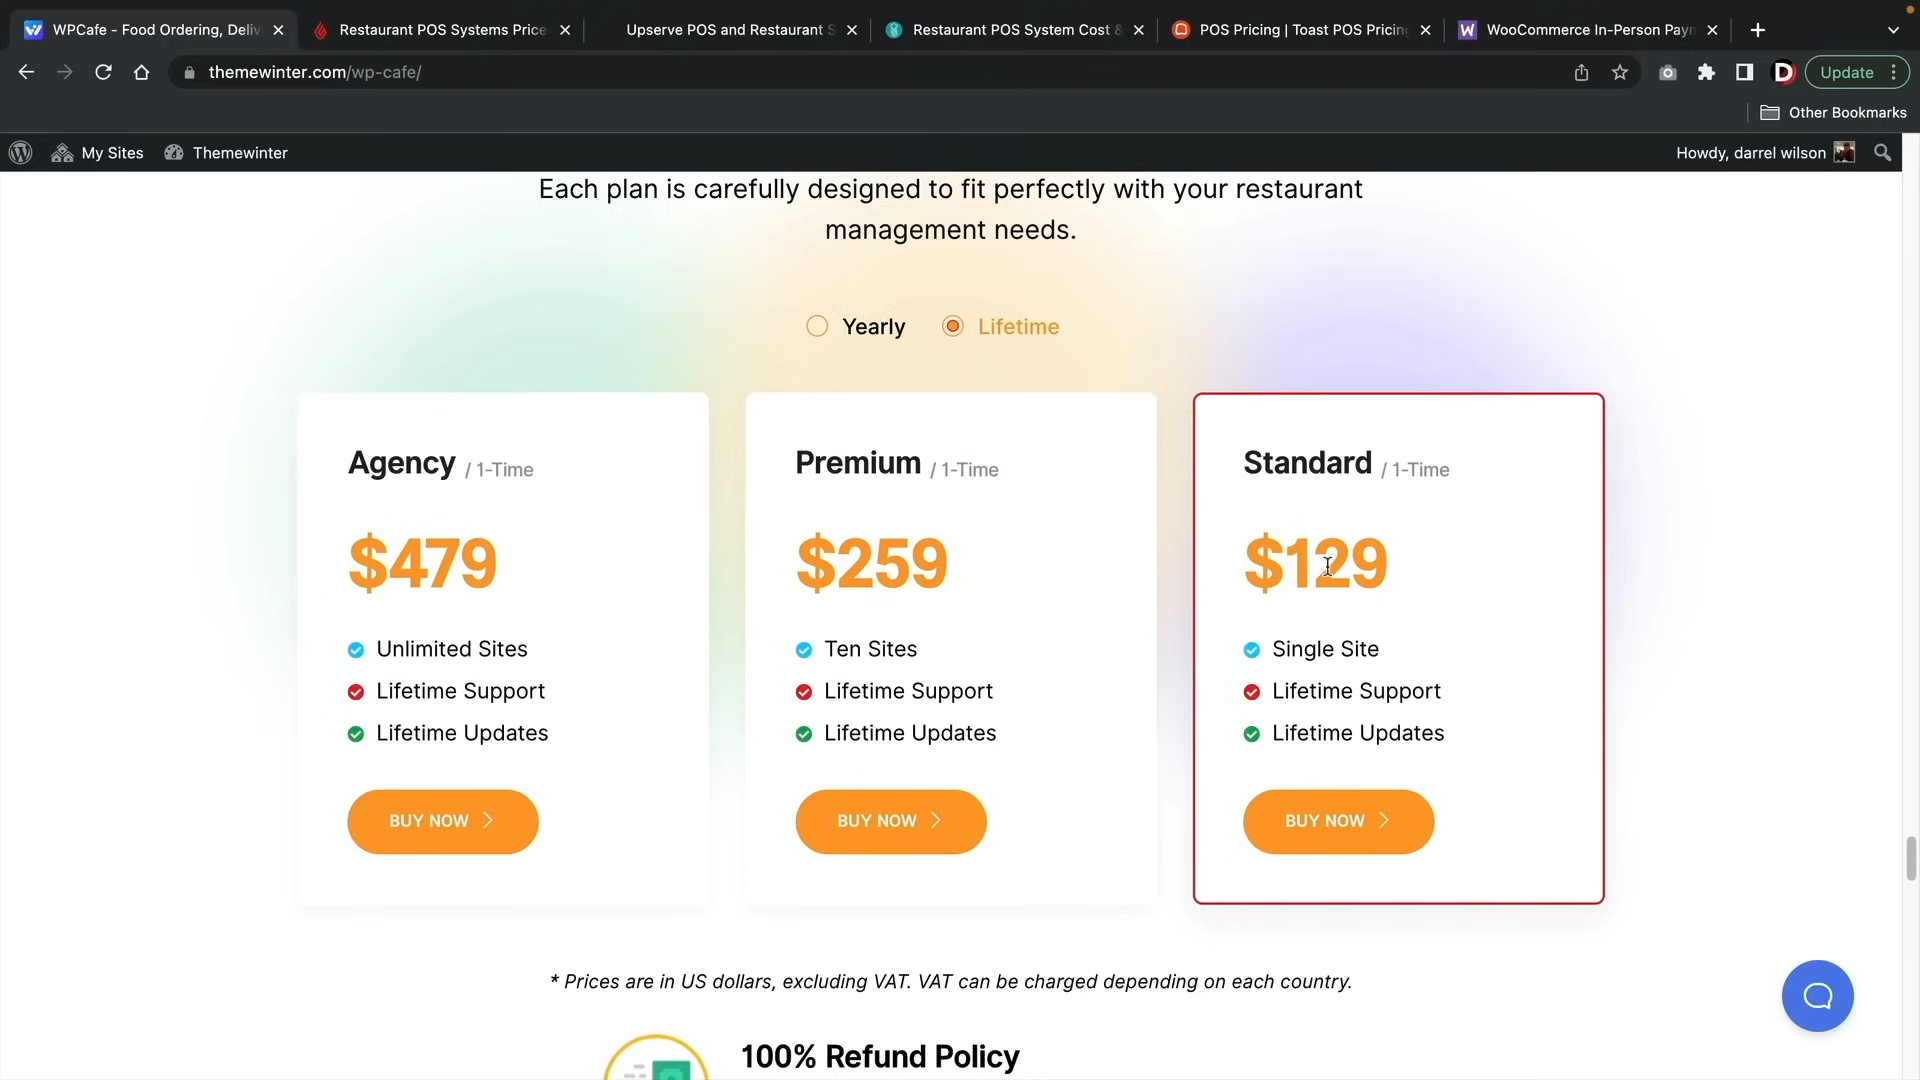 WPCafe - Food Ordering, Deliv
Restaurant POS Systems Price
Upserve POS and Restaurant S
Restaurant POS System Cost &
POS Pricing | Toast POS Pricing
WooCommerce In-Person Paym
themewinter.com/wp-cafe/
Update
Other Bookmarks
My Sites
Themewinter
Howdy, darrel wilson
Each plan is carefully designed to fit perfectly with your restaurant
management needs.
Yearly
Lifetime
Agency / 1-Time
$479
Unlimited Sites
Lifetime Support
Lifetime Updates
BUY NOW
Premium / 1-Time
$259
Ten Sites
Lifetime Support
Lifetime Updates
BUY NOW
Standard / 1-Time
$129
Single Site
Lifetime Support
Lifetime Updates
BUY NOW
* Prices are in US dollars, excluding VAT. VAT can be charged depending on each country.
100% Refund Policy